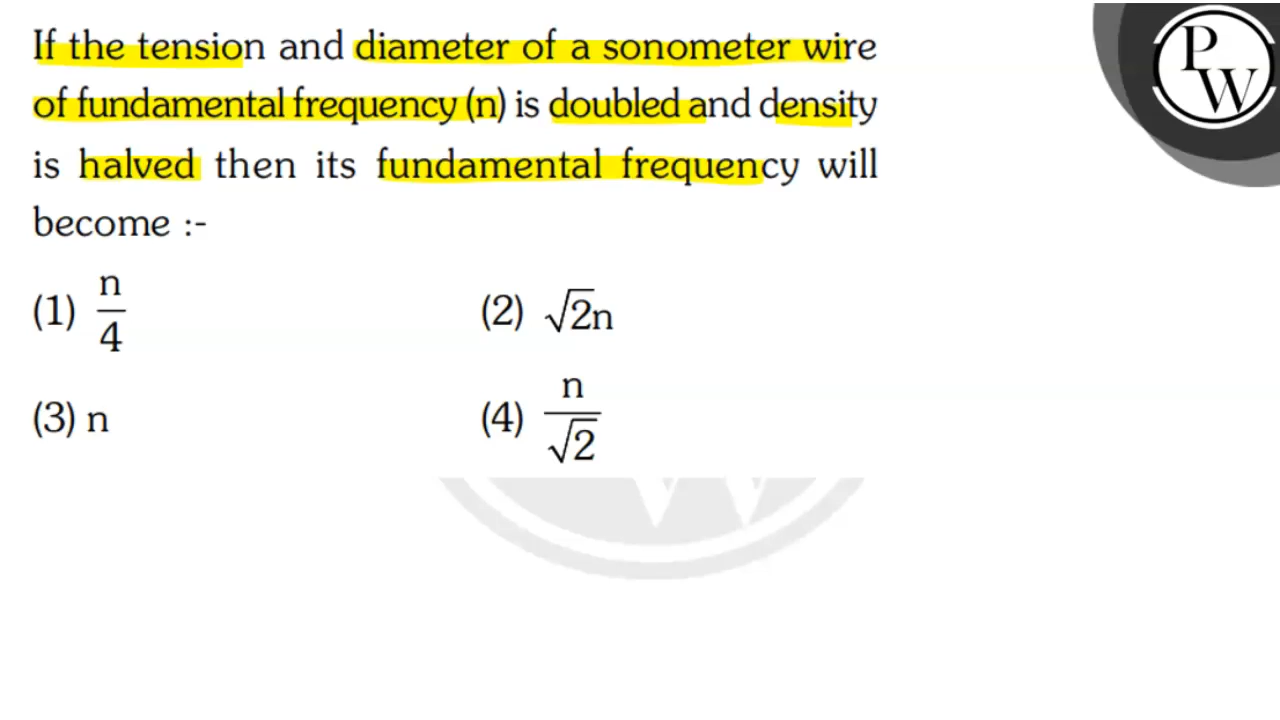 If the tension and diameter of a sonometer wire
of fundamental frequency (n) is doubled and density
is halved then its fundamental frequency will
become :-
(1) n/4 (2) √2n
(3) n (4) n/√2
P
W